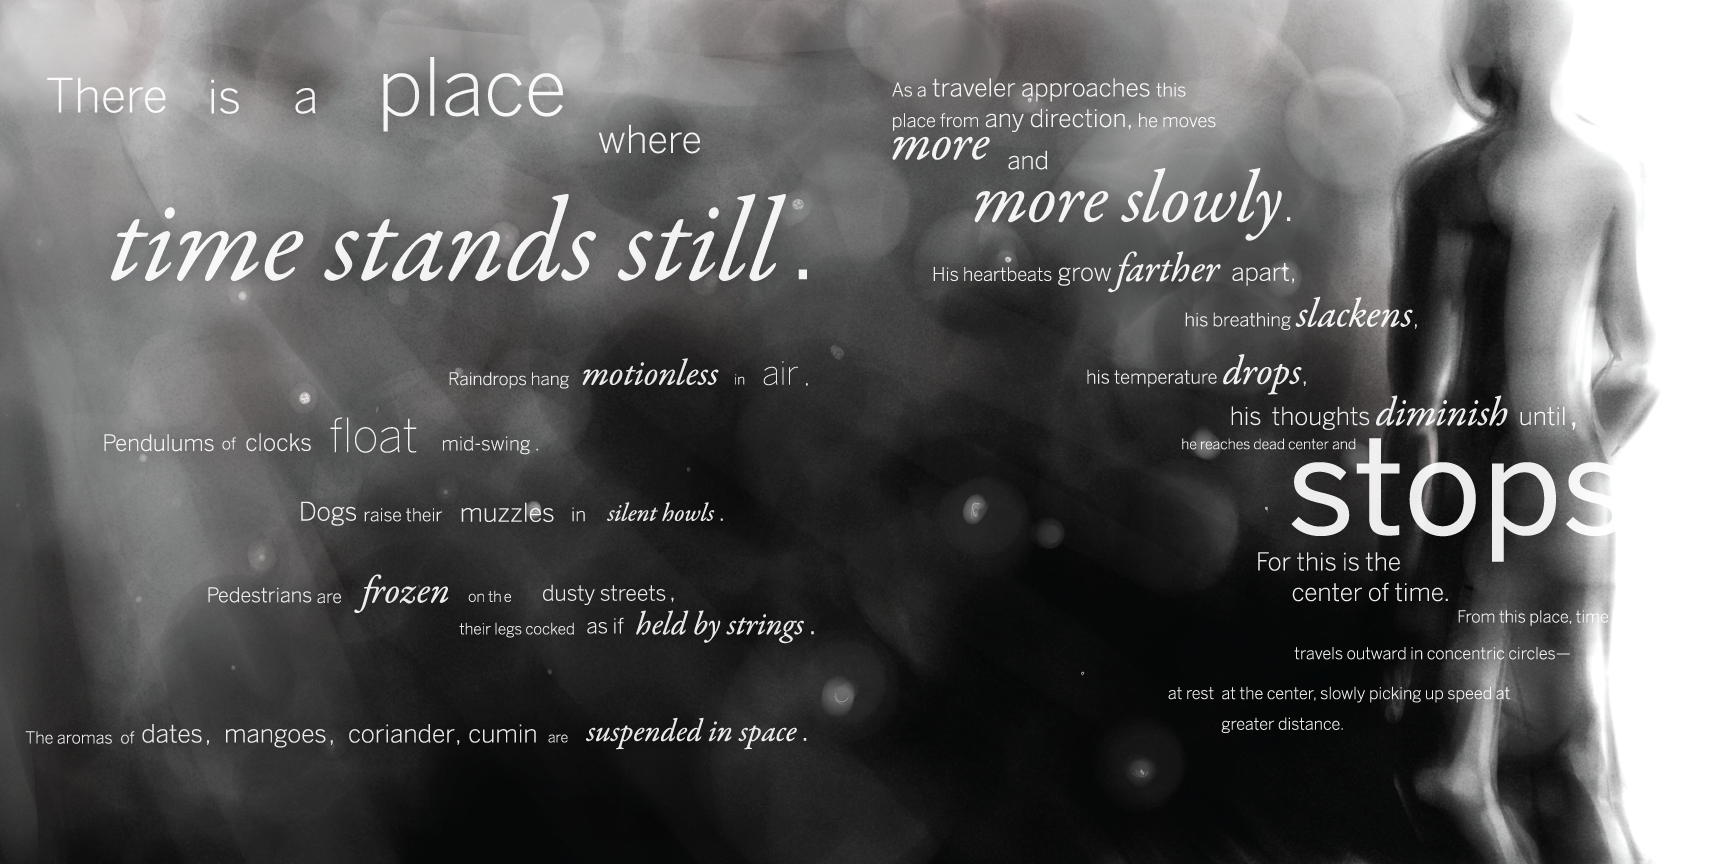 There is a place
where
time stands still.
Raindrops hang motionless in air.
Pendulums of clocks float mid-swing.
Dogs raise their muzzles in silent howls.
Pedestrians are frozen on the dusty streets,
their legs cocked as if held by strings.
The aromas of dates, mangoes, coriander, cumin are suspended in space.
As a traveler approaches this
place from any direction, he moves
more and
more slowly.
His heartbeats grow farther apart,
his breathing slackens,
his temperature drops,
his thoughts diminish until,
he reaches dead center and
stops
For this is the
center of time.
From this place, time
travels outward in concentric circles—
at rest at the center, slowly picking up speed at
greater distance.